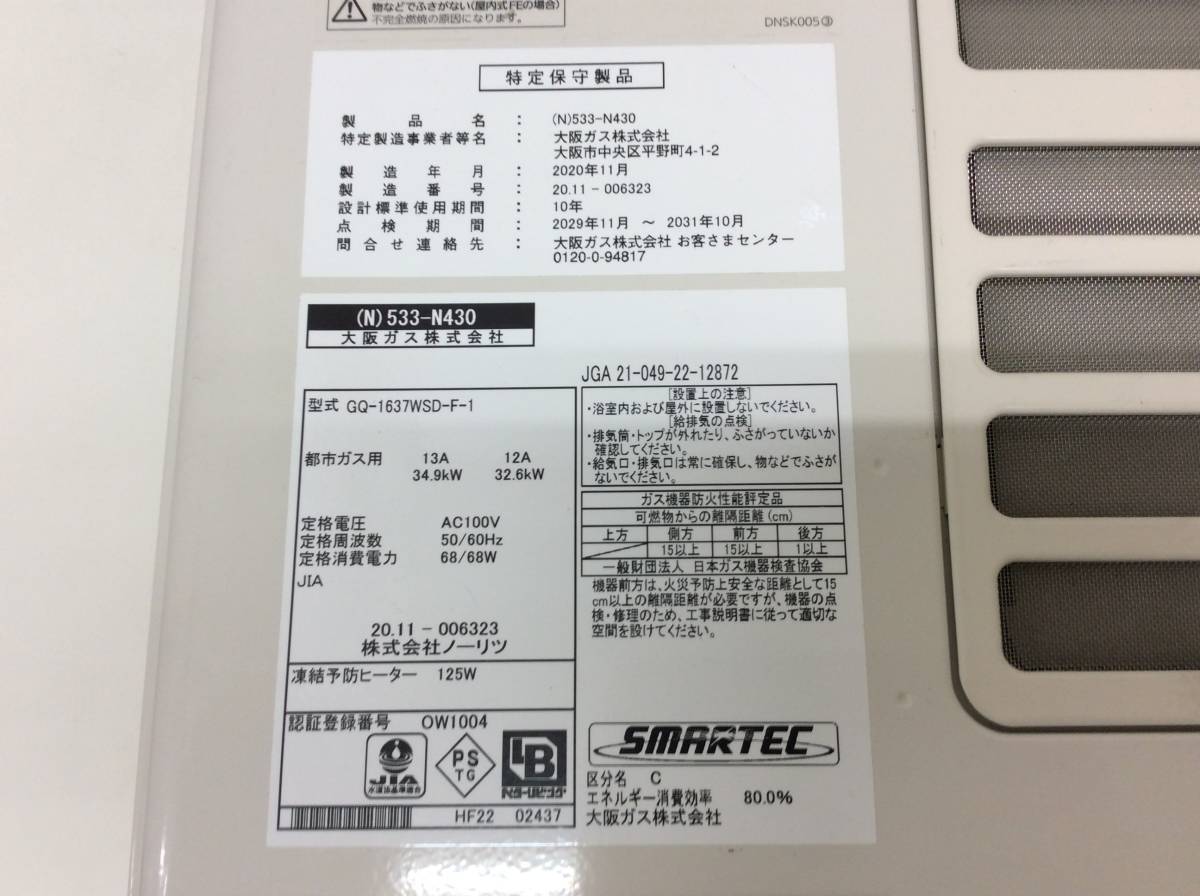 物などでふさがない(屋内式FEの場合)
不完全燃焼の原因になります。
DNSK005③
特定保守製品
製品名 : (N)533-N430
特定製造事業者等名 : 大阪ガス株式会社
大阪市中央区平野町4-1-2
製造年月 : 2020年11月
製造番号 : 20.11 - 006323
設計標準使用期間 : 10年
点検期間 : 2029年11月 ~ 2031年10月
問合せ連絡先 : 大阪ガス株式会社 お客さまセンター
0120-0-94817
(N)533-N430
大阪ガス株式会社
型式 GQ-1637WSD-F-1
都市ガス用 13A 12A
34.9kW 32.6kW
定格電圧 AC100V
定格周波数 50/60Hz
定格消費電力 68/68W
JIA
20.11 - 006323
株式会社ノーリツ
凍結予防ヒーター 125W
認証登録番号 OW1004
JIA
水道法基準適合
PS
TG
LB
ベターリビング
HF22 02437
JGA 21-049-22-12872
[設置上の注意]
・浴室内および屋外に設置しないでください。
[給排気の点検]
・排気筒・トップが外れたり、ふさがっていないか
確認してください。
・給気口・排気口は常に確保し、物などでふさが
ないでください。
ガス機器防火性能評定品
可燃物からの離隔距離(cm)
上方 側方 前方 後方
15以上 15以上 1以上
一般財団法人 日本ガス機器検査協会
機器前方は、火災予防上安全な距離として15
cm以上の離隔距離が必要ですが、機器の点
検・修理のため、工事説明書に従って適切な
空間を設けてください。
SMARTEC
区分名 C
エネルギー消費効率 80.0%
大阪ガス株式会社